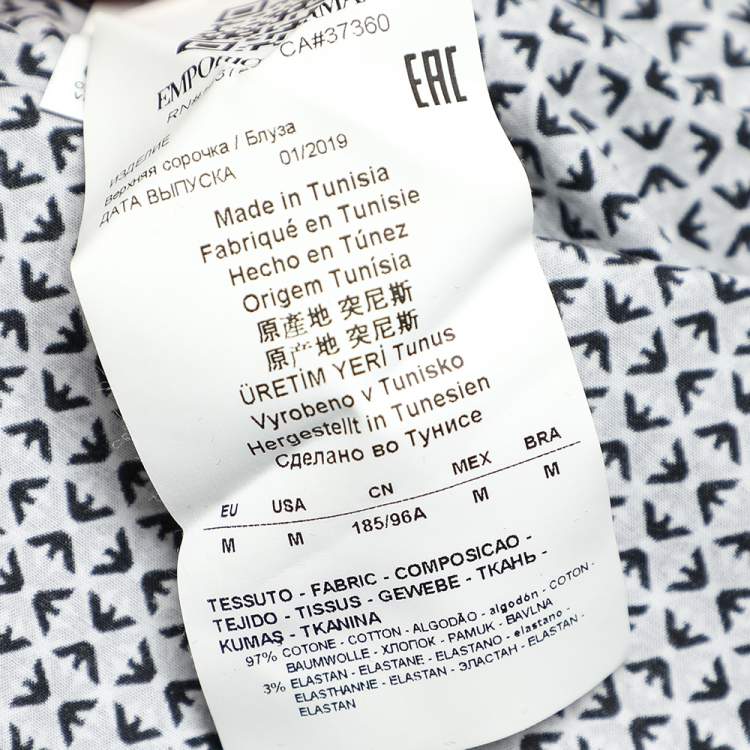 CA#37360
EAC
ИЗДЕЛИЕ
Верхняя сорочка / Блуза
ДАТА ВЫПУСКА 01/2019
Made in Tunisia
Fabriqué en Tunisie
Hecho en Túnez
Origem Tunísia
原產地 突尼斯
原产地 突尼斯
ÜRETİM YERİ Tunus
Vyrobeno v Tunisko
Hergestellt in Tunesien
Сделано во Тунисе
EU USA CN MEX BRA
M M 185/96A M M
TESSUTO - FABRIC - COMPOSICAO -
TEJIDO - TISSUS - GEWEBE - ТКАНЬ -
KUMAŞ - TKANINA
97% COTONE - COTTON - ALGODÃO - algodón - COTON -
BAUMWOLLE - ХЛОПОК - PAMUK - BAVLNA
3% ELASTAN - ELASTANE - ELASTANO - elastano -
ELASTHANNE - ELASTAN - ЭЛАСТАН - ELASTAN -
ELASTAN